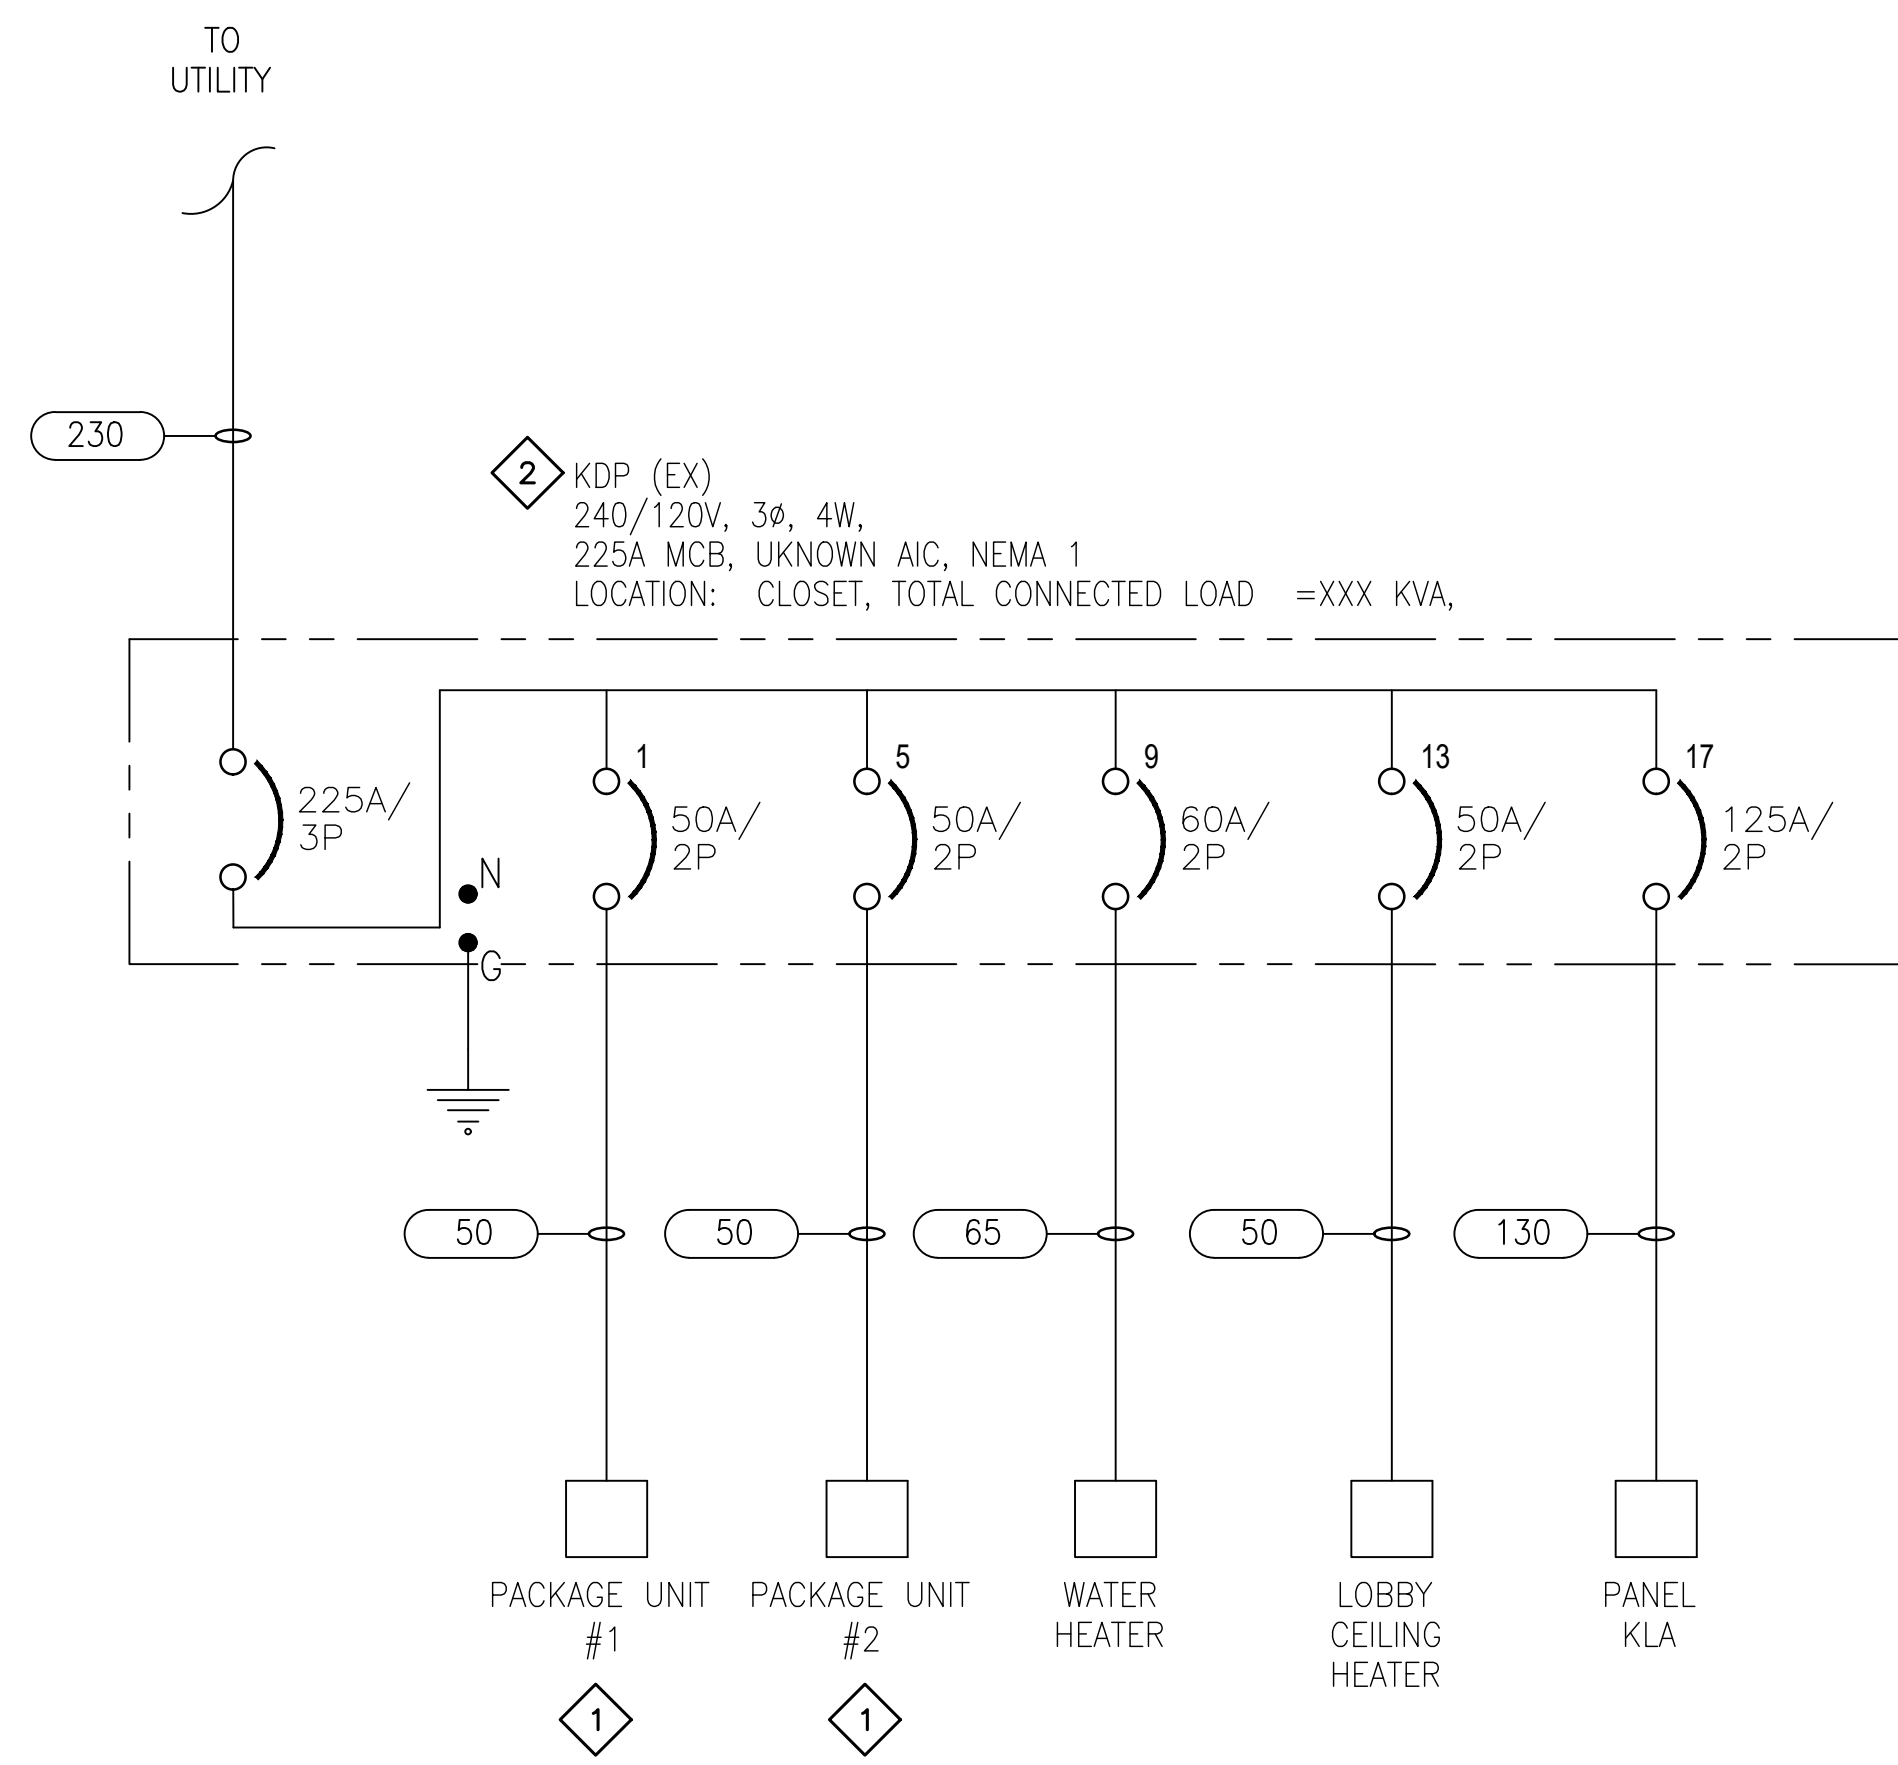 TO
UTILITY
230
2
KDP (EX)
240/120V, 3ø, 4W,
225A MCB, UKNOWN AIC, NEMA 1
LOCATION: CLOSET, TOTAL CONNECTED LOAD =XXX KVA,
225A/
3P
N
G
1
50A/
2P
5
50A/
2P
9
60A/
2P
13
50A/
2P
17
125A/
2P
50
50
65
50
130
PACKAGE UNIT
#1
1
PACKAGE UNIT
#2
1
WATER
HEATER
LOBBY
CEILING
HEATER
PANEL
KLA